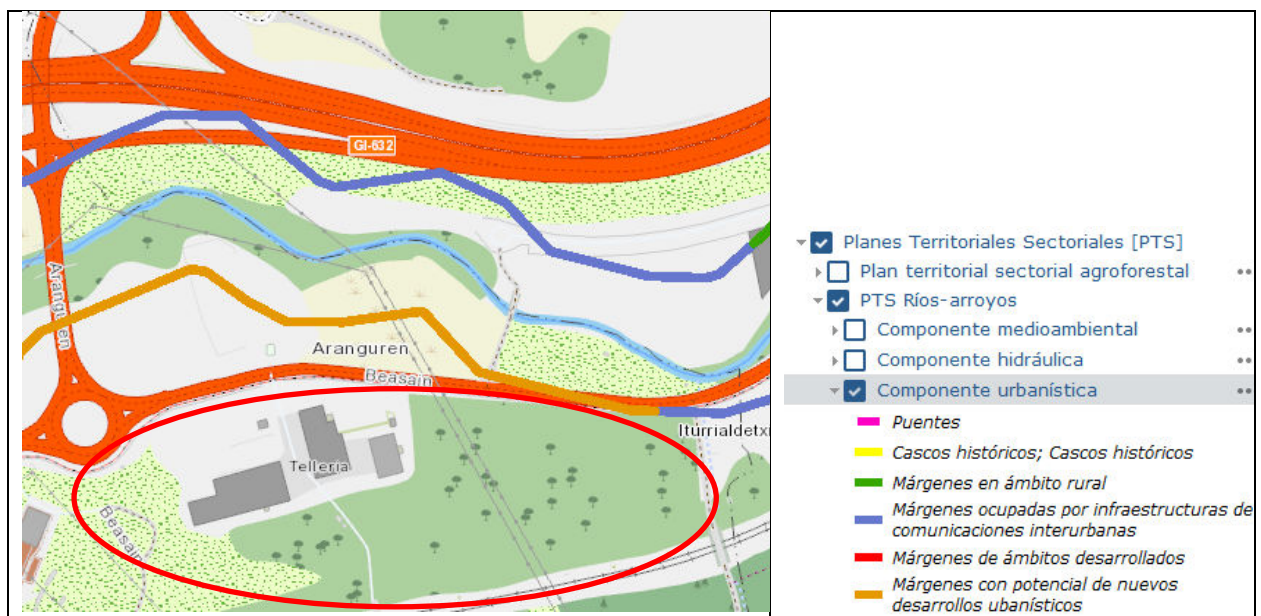 GI-632
Aranguren
Aranguren
Beasain
Iturrialdetxi
Telleria
Beasain
Planes Territoriales Sectoriales [PTS]
Plan territorial sectorial agroforestal
PTS Ríos-arroyos
Componente medioambiental
Componente hidráulica
Componente urbanística
Puentes
Cascos históricos; Cascos históricos
Márgenes en ámbito rural
Márgenes ocupadas por infraestructuras de
comunicaciones interurbanas
Márgenes de ámbitos desarrollados
Márgenes con potencial de nuevos
desarrollos ubanísticos